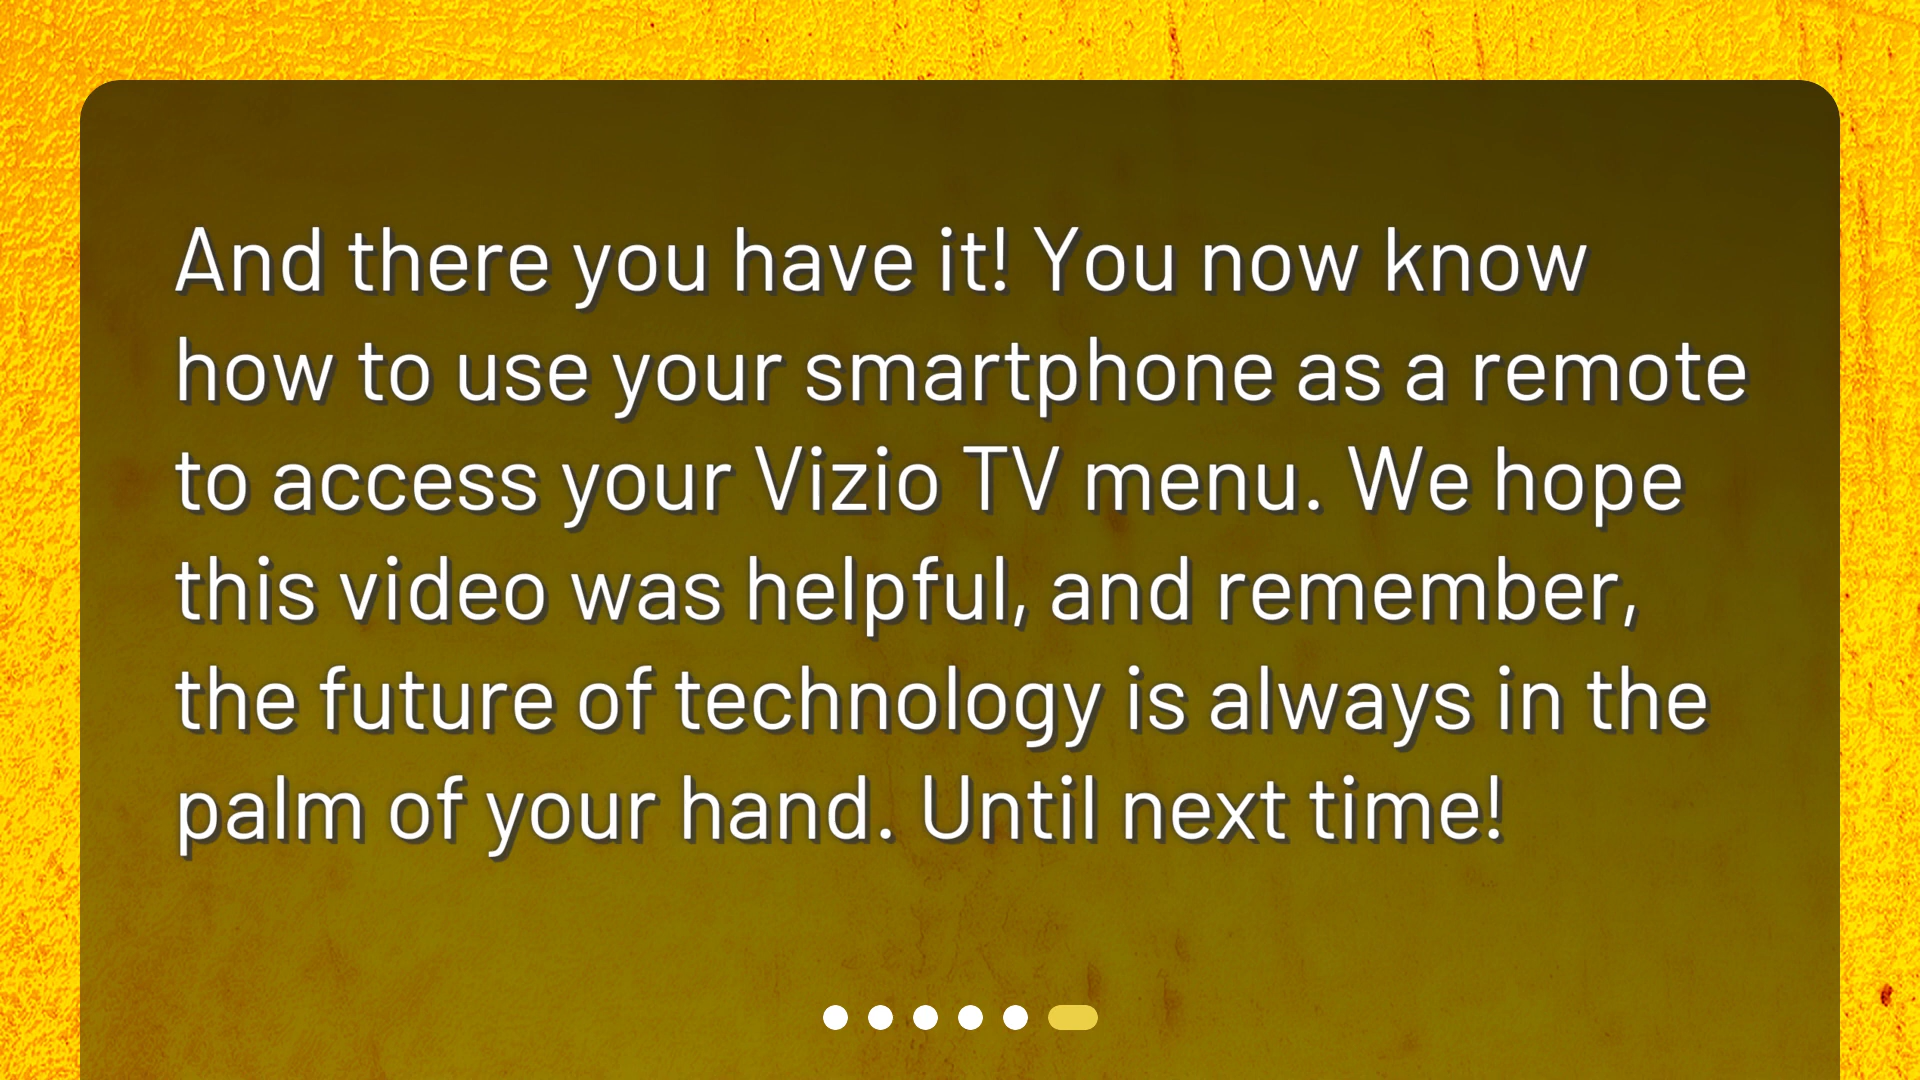 And there you have it! You now know
how to use your smartphone as a remote
to access your Vizio TV menu. We hope
this video was helpful, and remember,
the future of technology is always in the
palm of your hand. Until next time!